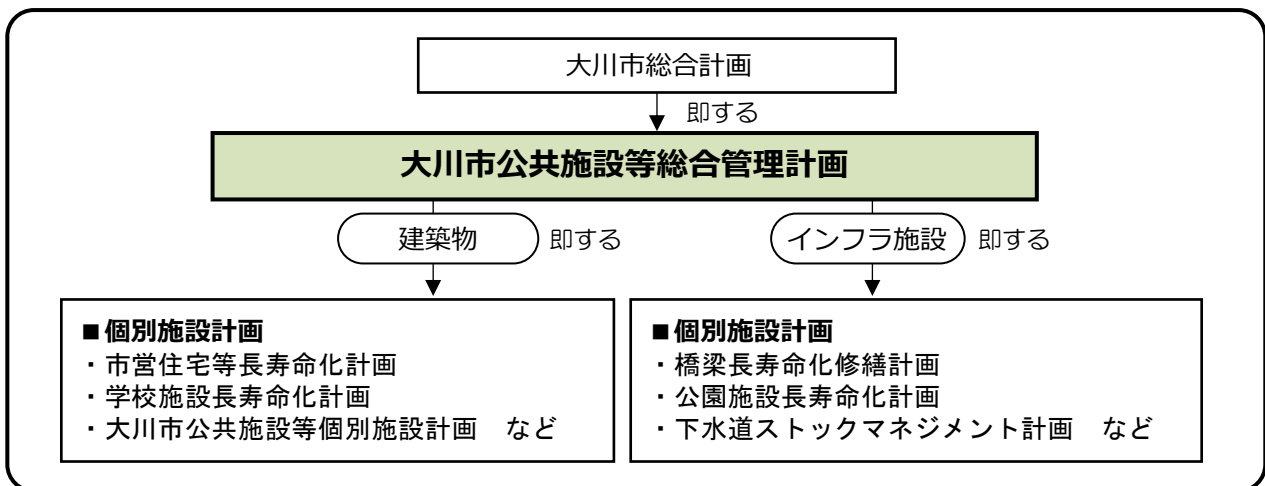 大川市総合計画
即する
大川市公共施設等総合管理計画
建築物
即する
インフラ施設
即する
■個別施設計画
・市営住宅等長寿命化計画
・学校施設長寿命化計画
・大川市公共施設等個別施設計画　など
■個別施設計画
・橋梁長寿命化修繕計画
・公園施設長寿命化計画
・下水道ストックマネジメント計画　など